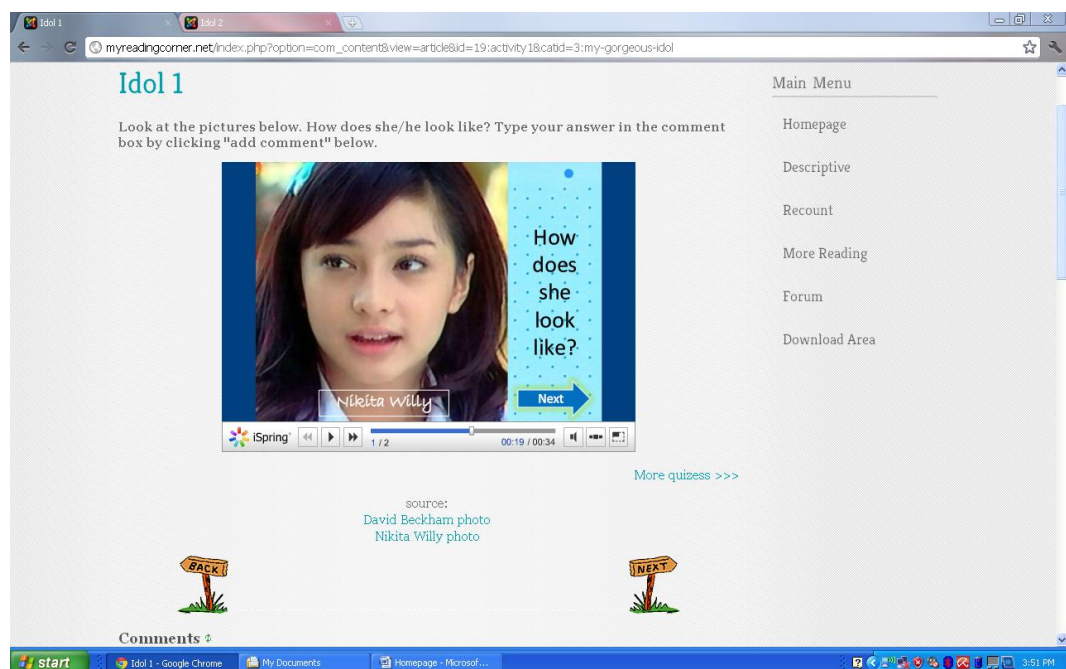 Idol 1
Idol 2
myreadingcorner.net/index.php?option=com_content&view=article&id=19:activity1&catid=3:my-gorgeous-idol
Idol 1
Look at the pictures below. How does she/he look like? Type your answer in the comment
box by clicking "add comment" below.
How
does
she
look
like?
Next
Nikita Willy
iSpring
1 / 2
00:19 / 00:34
More quizess >>>
source:
David Beckham photo
Nikita Willy photo
BACK
NEXT
Comments
Main Menu
Homepage
Descriptive
Recount
More Reading
Forum
Download Area
start
Idol 1 - Google Chrome
My Documents
Homepage - Microsof...
3:51 PM